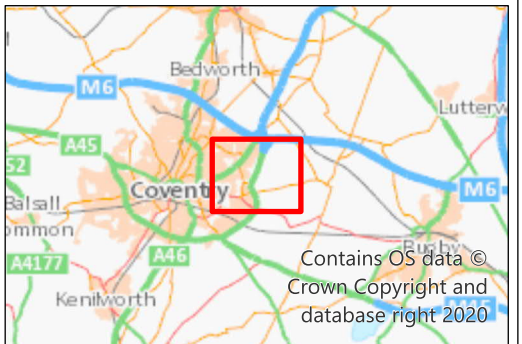 Bedworth
M6
Lutterw
A45
52
Coventry
M6
Balsall
ommon
Rugby
A46
A4177
Contains OS data ©
Crown Copyright and
database right 2020
Kenilworth